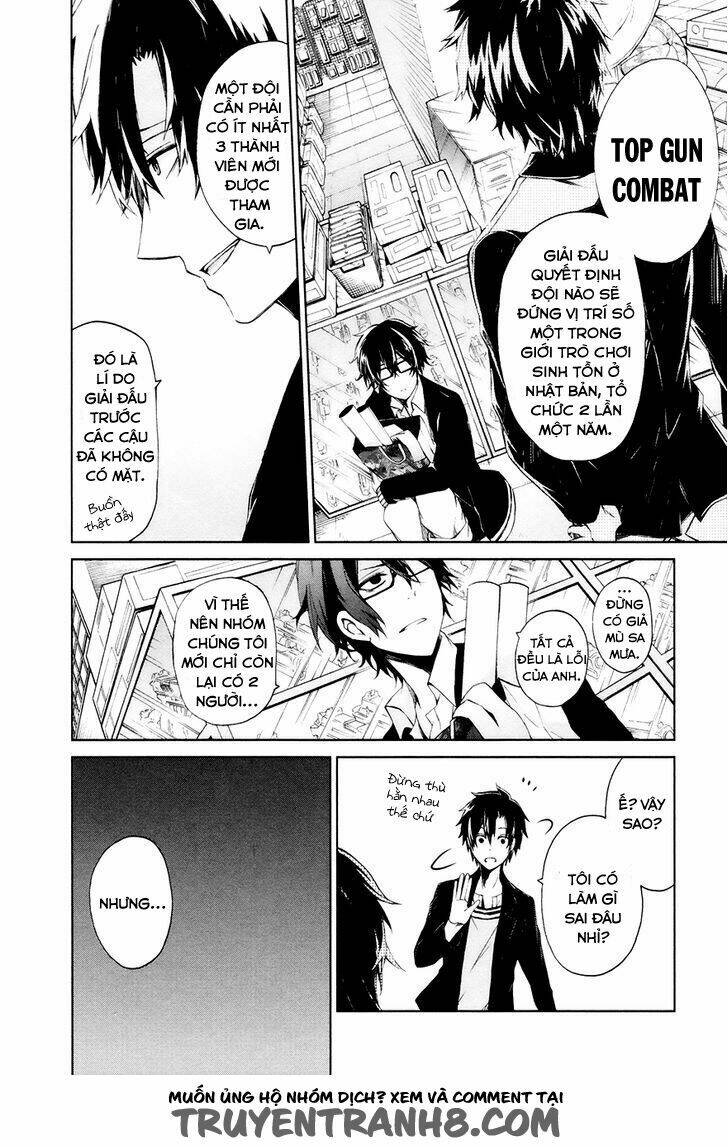 TOP GUN
COMBAT
GIẢI ĐẤU
QUYẾT ĐỊNH
ĐỘI NÀO SẼ
ĐỨNG VỊ TRÍ SỐ
MỘT TRONG
GIỚI TRÒ CHƠI
SINH TỒN Ở
NHẬT BẢN, TỔ
CHỨC 2 LẦN
MỘT NĂM.
MỘT ĐỘI
CẦN PHẢI
CÓ ÍT NHẤT
3 THÀNH
VIÊN MỚI
ĐƯỢC
THAM
GIA.
ĐÓ LÀ
LÍ DO
GIẢI ĐẤU
TRƯỚC
CÁC CẬU
ĐÃ KHÔNG
CÓ MẶT.
Buồn
thật đấy
...
ĐỪNG
CÓ GIẢ
MÙ SA
MƯA.
TẤT CẢ
ĐỀU LÀ LỖI
CỦA ANH.
VÌ THẾ
NÊN NHÓM
CHÚNG TÔI
MỚI CHỈ CÒN
LẠI CÓ 2
NGƯỜI...
Ế? VẬY
SAO?
TÔI CÓ
LÀM GÌ
SAI ĐÂU
NHỈ?
Đừng thù
hằn nhau
thế chứ
NHƯNG...
MUỐN ỦNG HỘ NHÓM DỊCH? XEM VÀ COMMENT TẠI
TRUYENTRANH8.COM